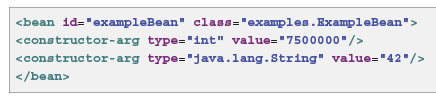 <bean id="exampleBean" class="examples.ExampleBean">
<constructor-arg type="int" value="7500000"/>
<constructor-arg type="java.lang.String" value="42"/>
</bean>